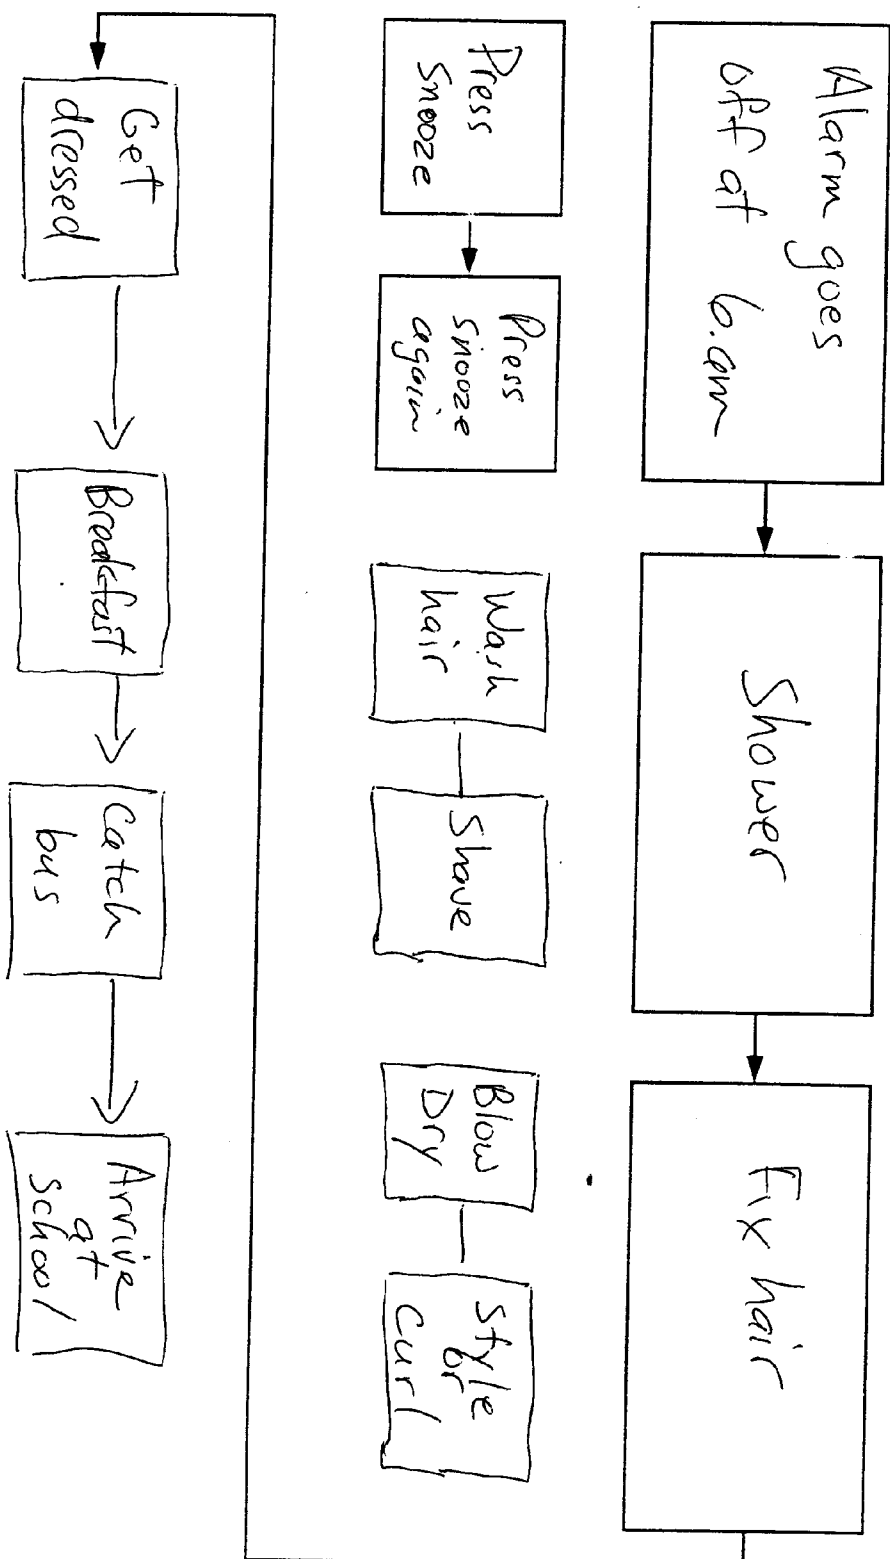 Alarm goes
off at 6.am
Shower
Fix hair
Press
Snooze
Press
snooze
again
Wash
hair
Shave
Blow
Dry
Style
or
Curl
Get
dressed
Breakfast
Catch
bus
Arrive
at
school